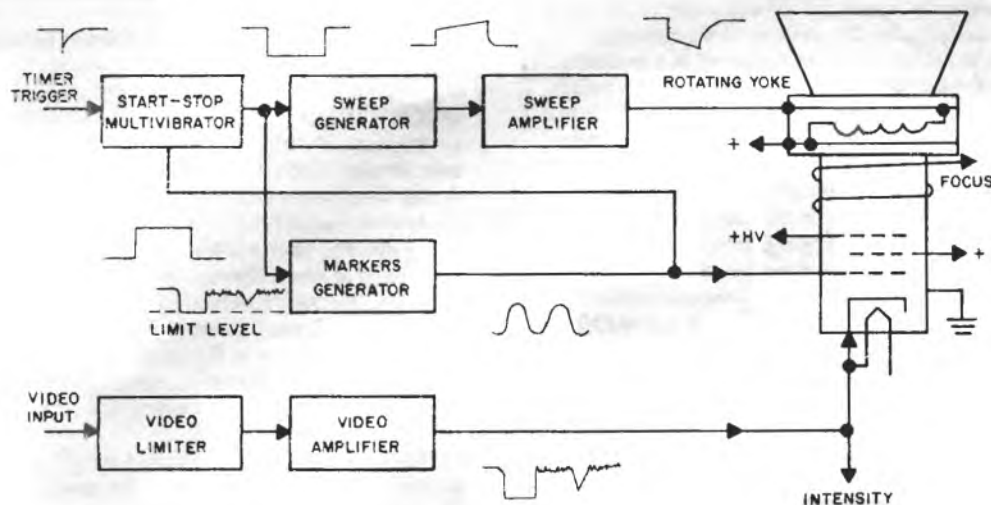 TIMER
TRIGGER
START-STOP
MULTIVIBRATOR
SWEEP
GENERATOR
SWEEP
AMPLIFIER
ROTATING YOKE
+
FOCUS
+HV
+
MARKERS
GENERATOR
LIMIT LEVEL
VIDEO
INPUT
VIDEO
LIMITER
VIDEO
AMPLIFIER
INTENSITY